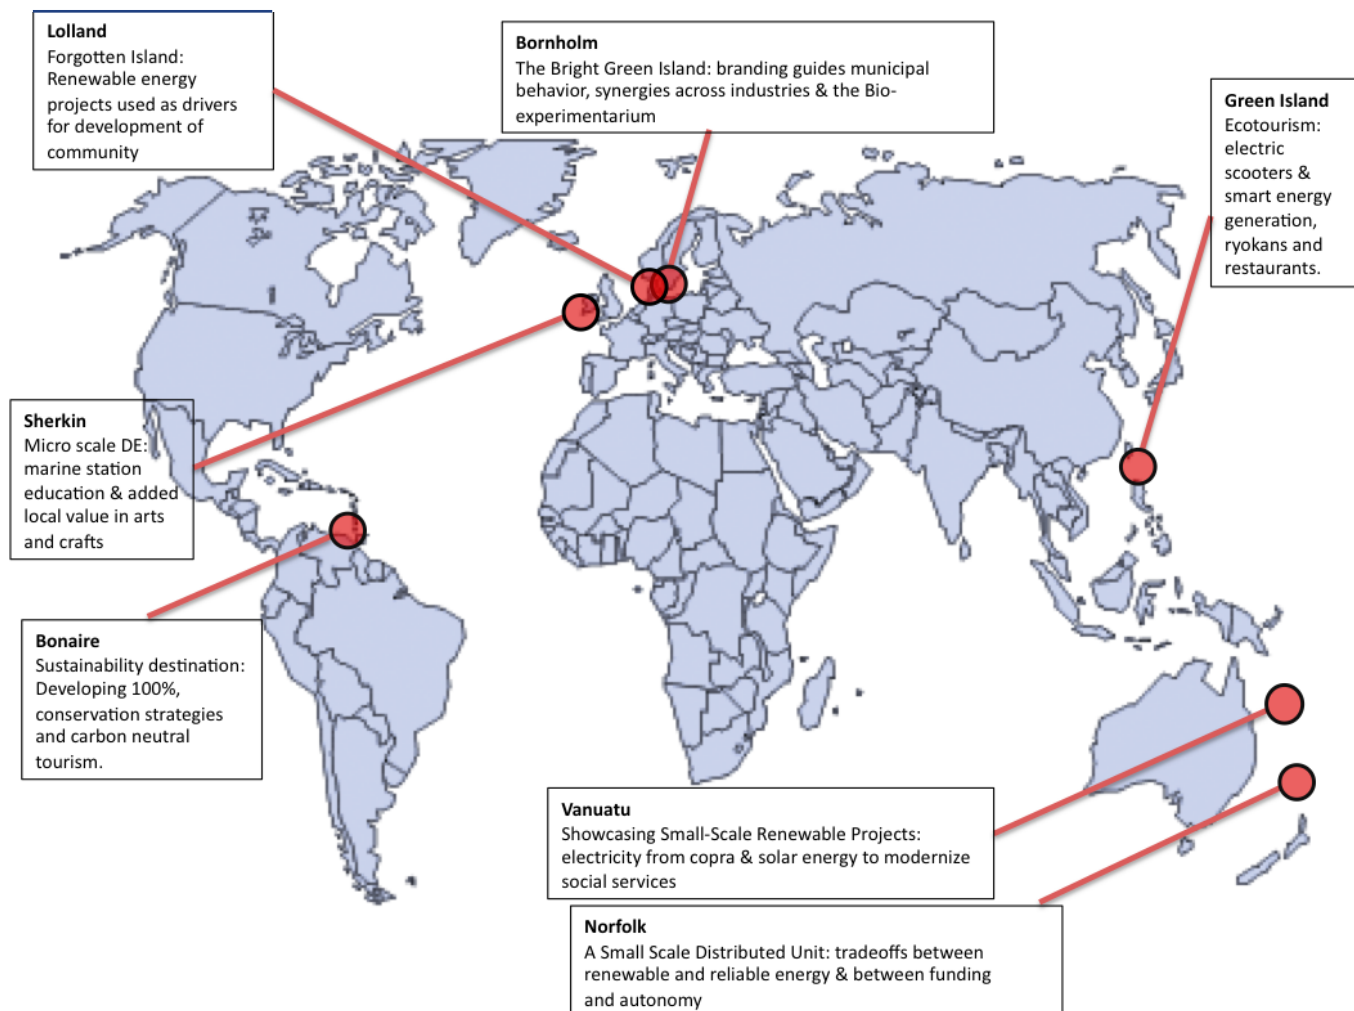 Lolland
Forgotten Island:
Renewable energy
projects used as drivers
for development of
community
Bornholm
The Bright Green Island: branding guides municipal
behavior, synergies across industries & the Bio-
experimentarium
Green Island
Ecotourism:
electric
scooters &
smart energy
generation,
ryokans and
restaurants.
Sherkin
Micro scale DE:
marine station
education & added
local value in arts
and crafts
Bonaire
Sustainability destination:
Developing 100%,
conservation strategies
and carbon neutral
tourism.
Vanuatu
Showcasing Small-Scale Renewable Projects:
electricity from copra & solar energy to modernize
social services
Norfolk
A Small Scale Distributed Unit: tradeoffs between
renewable and reliable energy & between funding
and autonomy